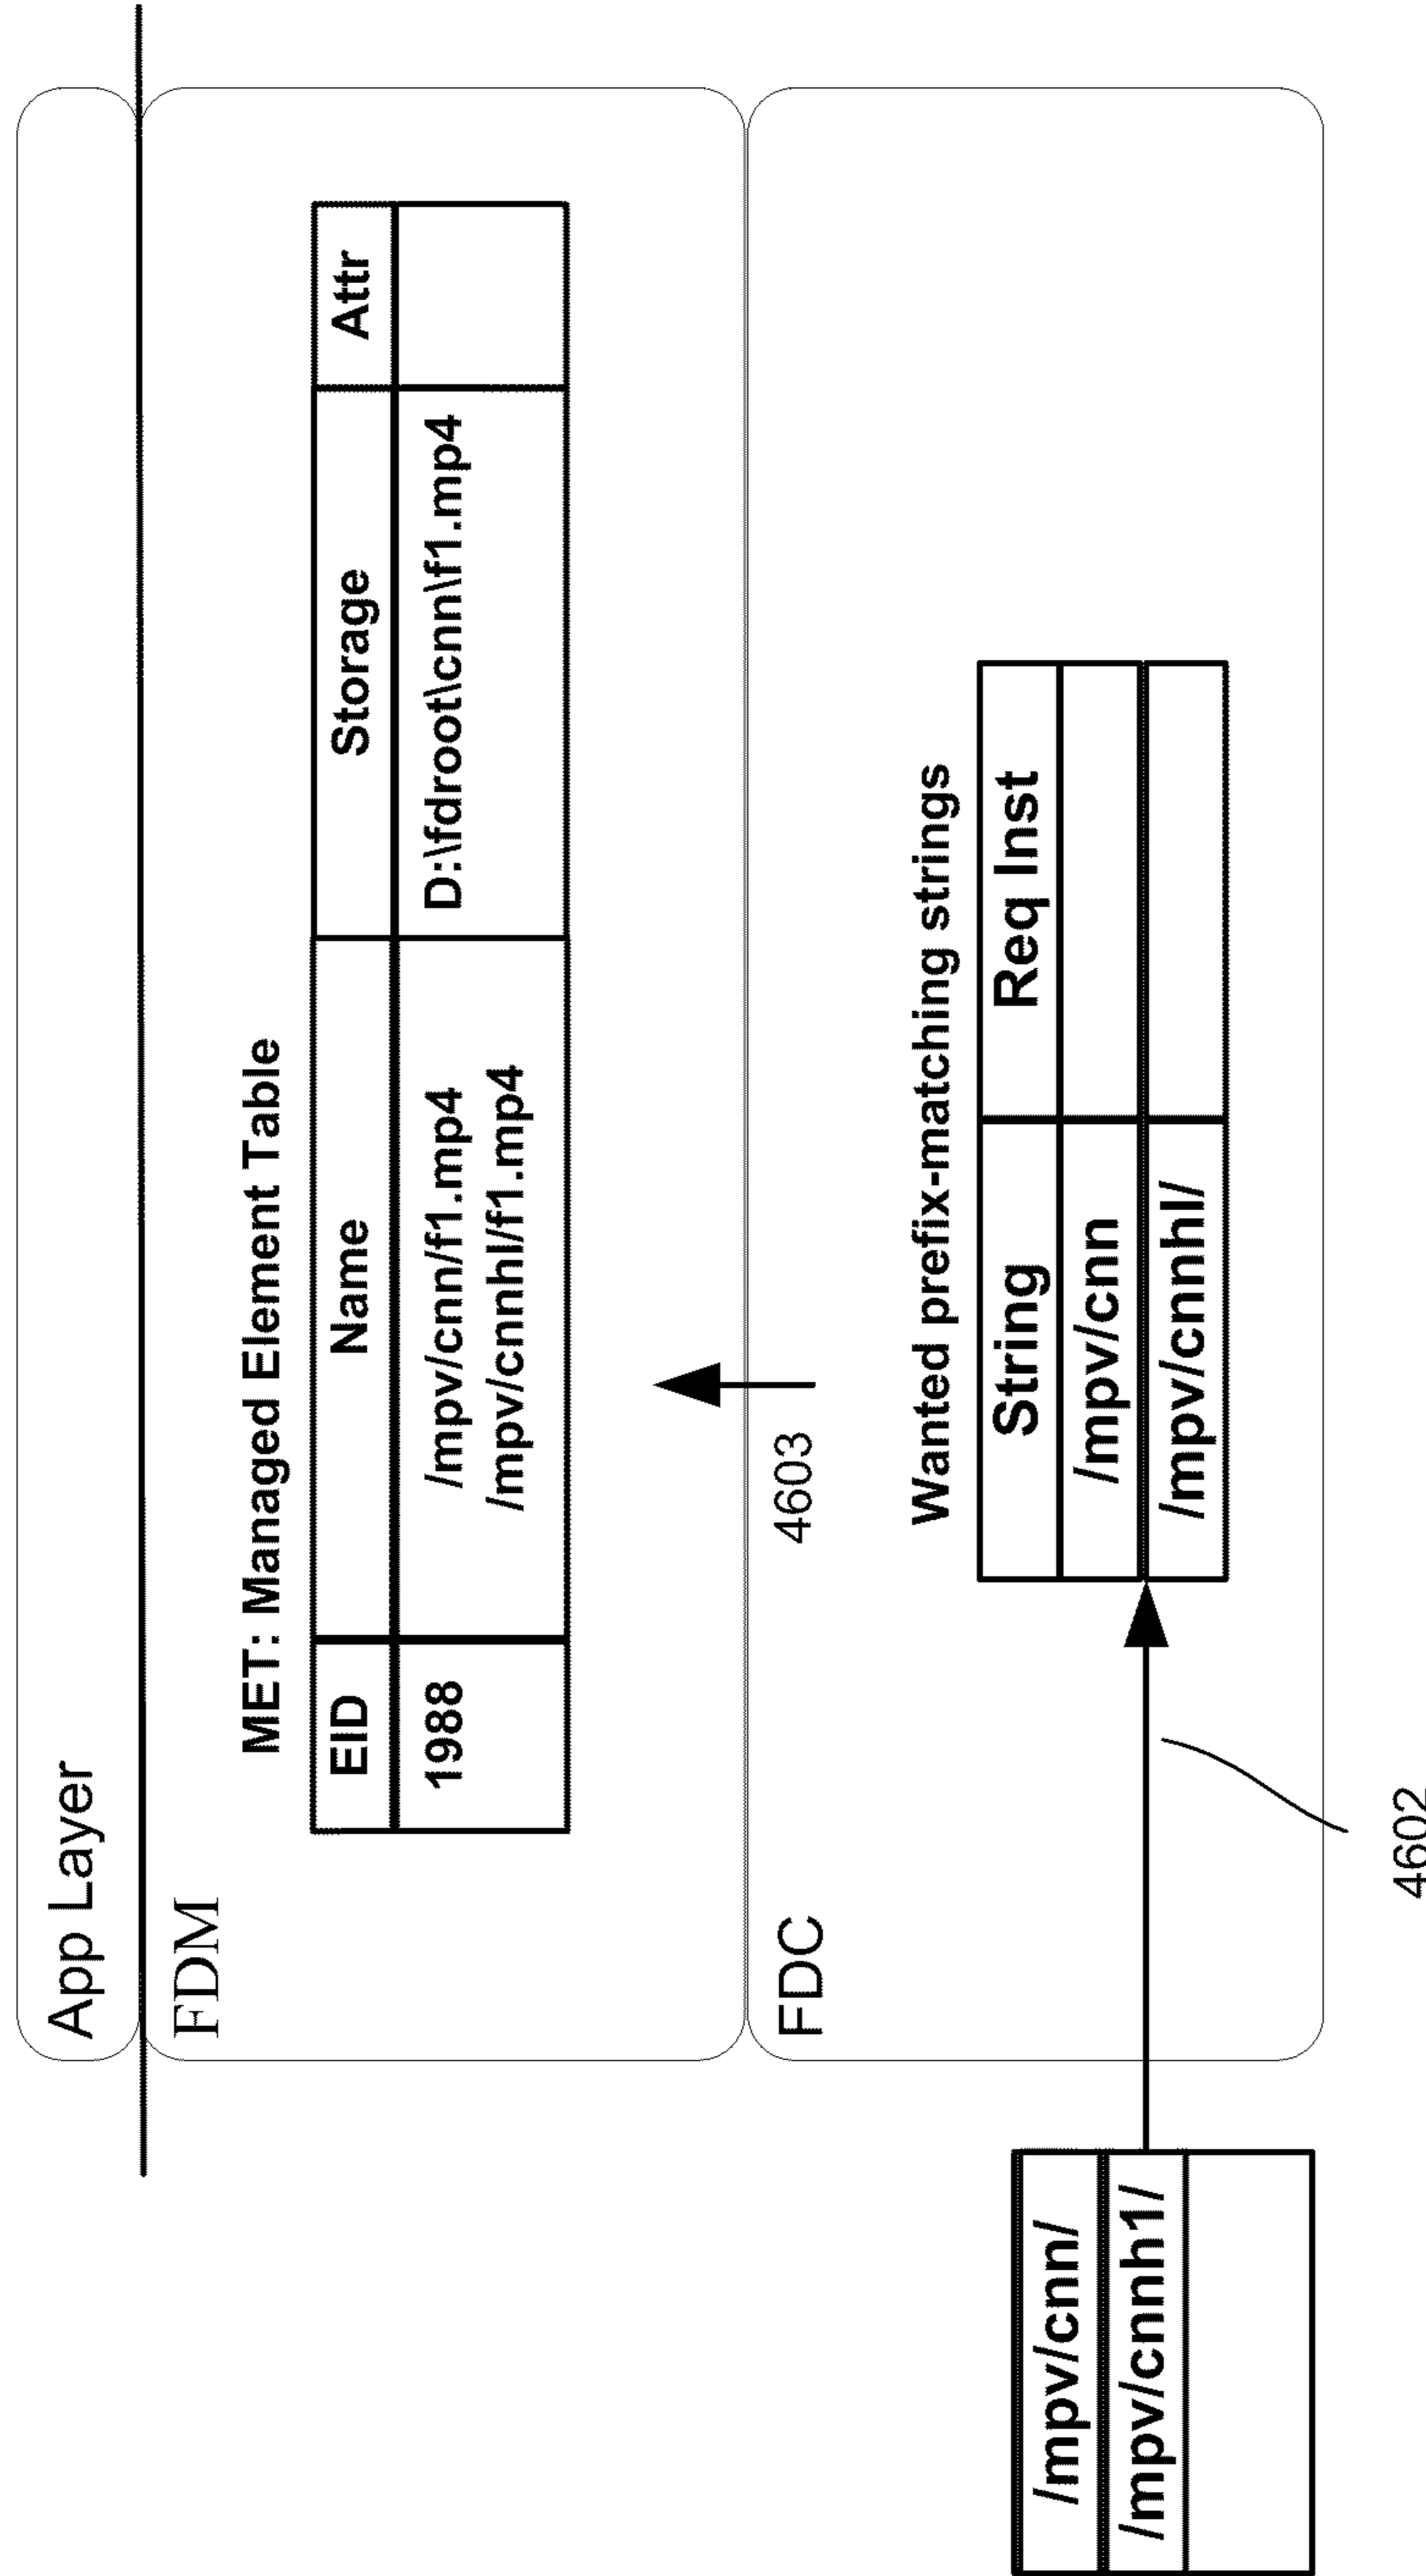 App Layer
FDM
MET: Managed Element Table
EID Name Storage Attr
1988 /mpv/cnn/f1.mp4 D:\fdroot\cnn\f1.mp4
/mpv/cnnhl/f1.mp4
FDC
4603
Wanted prefix-matching strings
String Req Inst
/mpv/cnn
/mpv/cnnhl/
/mpv/cnn/
/mpv/cnnh1/
4602